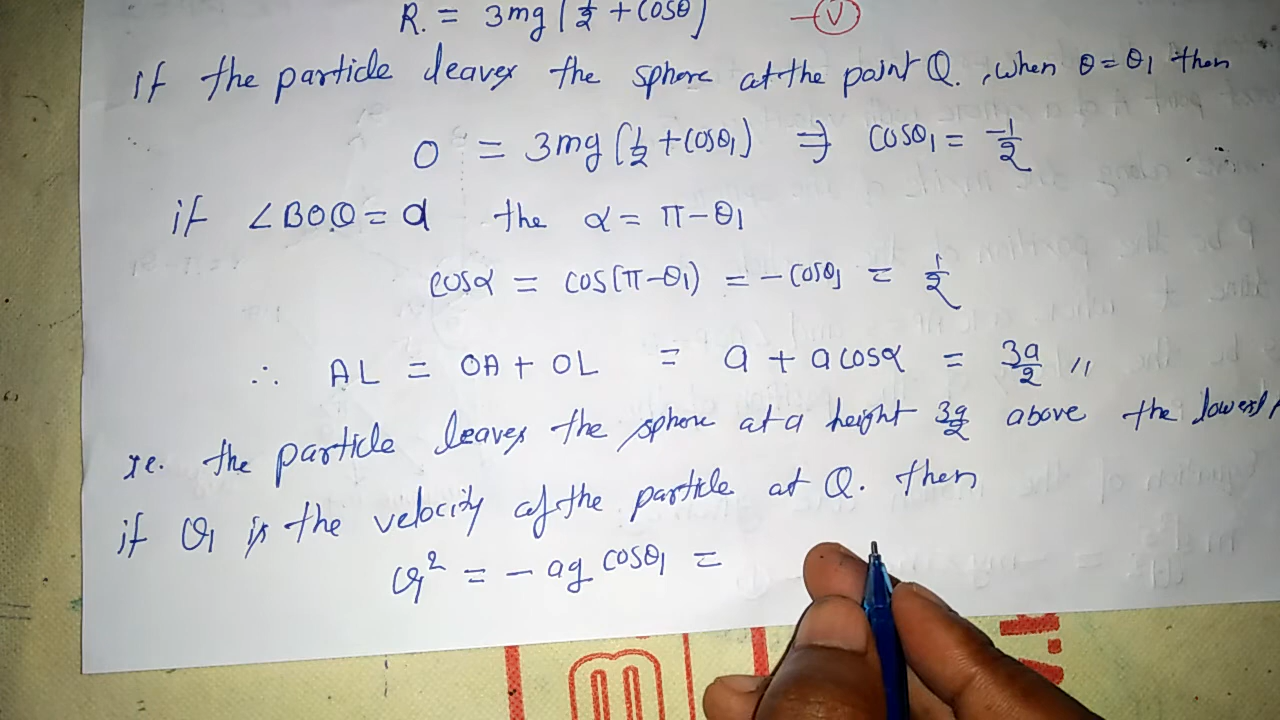 R. = 3mg (1/2 + cosθ) —(V)
If the particle leaves the sphere at the point Q. , when θ = θ1 then
0 = 3mg (1/2 + cosθ1) ⇒ cosθ1 = -1/2
if ∠BOQ = α the α = π - θ1
cosα = cos(π-θ1) = -cosθ1 = 1/2
∴ AL = OA + OL = a + a cosα = 3a/2 //
ie. the particle leaves the sphere at a height 3a/2 above the lowest
if v1 is the velocity of the particle at Q. then
v1² = - ag cosθ1 =